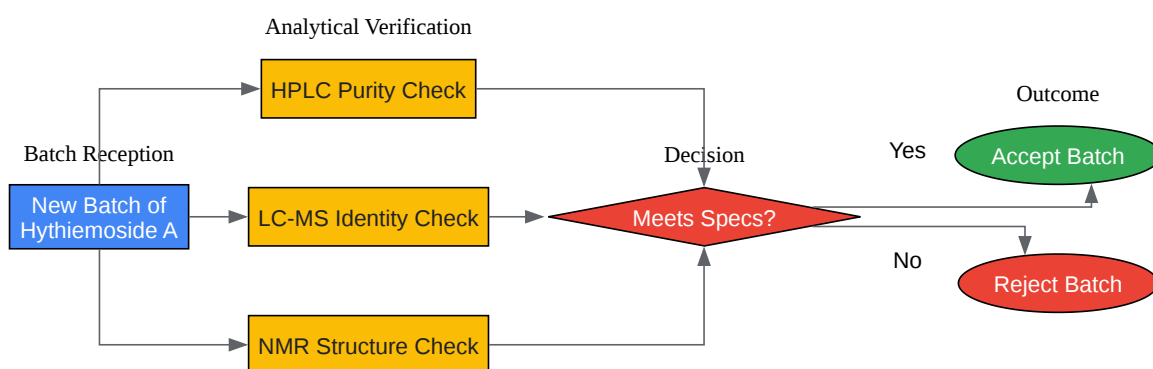 Analytical Verification
HPLC Purity Check
Outcome
Batch Reception
Decision
Yes
Accept Batch
New Batch of
Hythiemoside A
LC-MS Identity Check
Meets Specs?
No
Reject Batch
NMR Structure Check